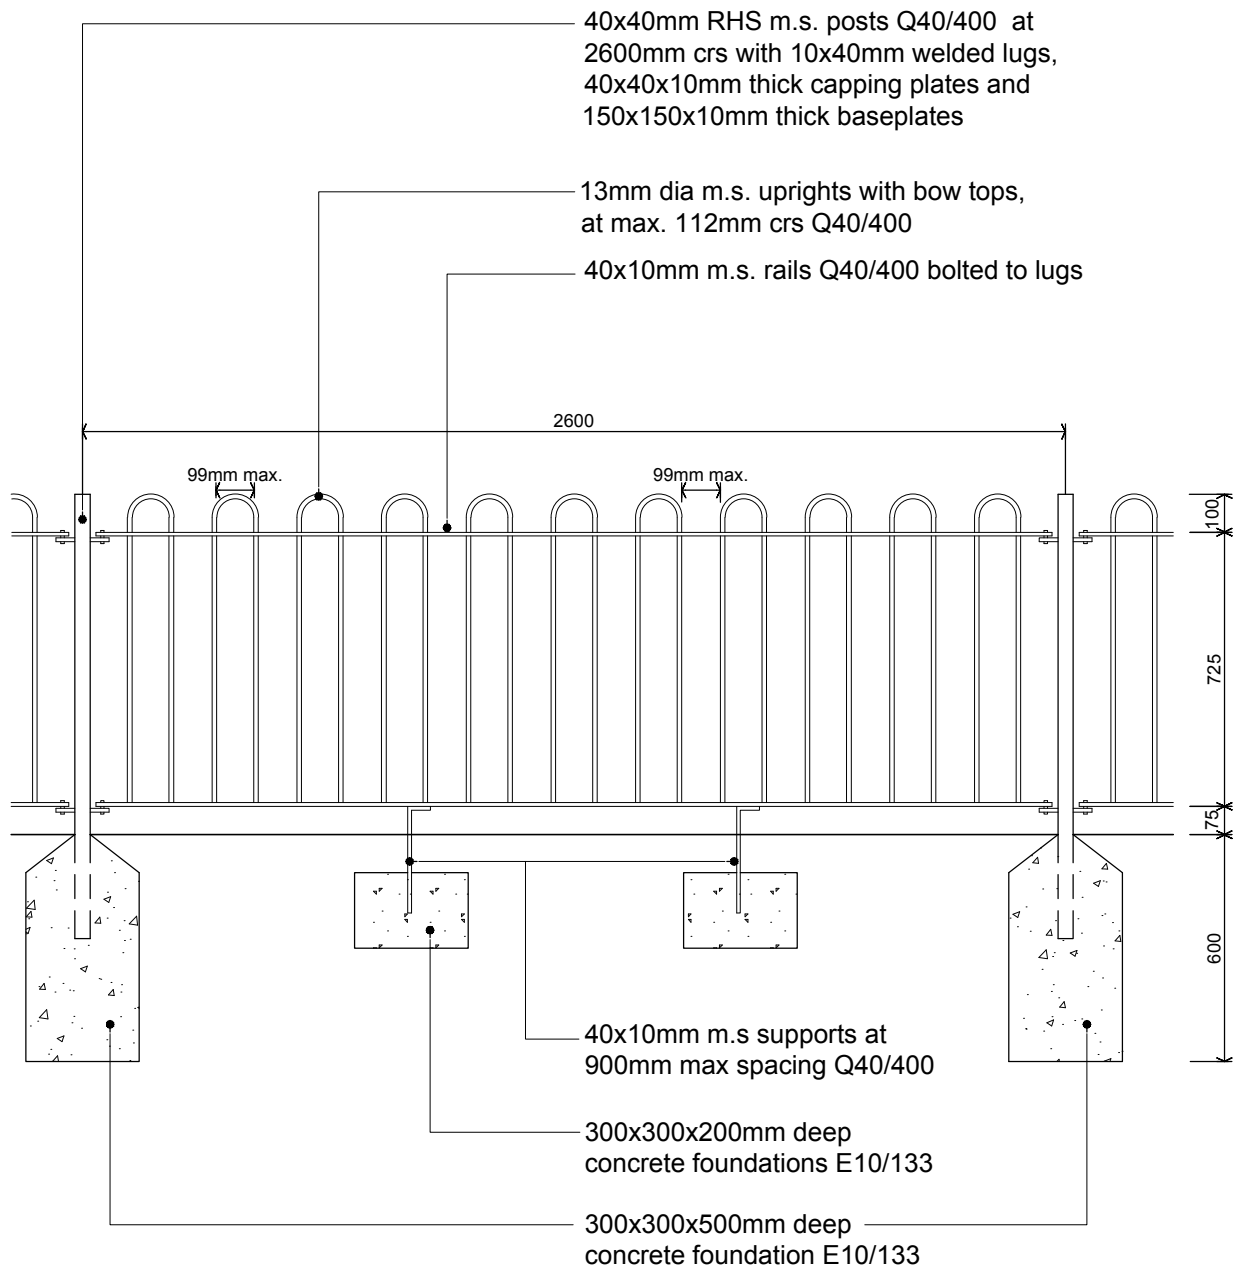 40x40mm RHS m.s. posts Q40/400 at
2600mm crs with 10x40mm welded lugs,
40x40x10mm thick capping plates and
150x150x10mm thick baseplates
13mm dia m.s. uprights with bow tops,
at max. 112mm crs Q40/400
40x10mm m.s. rails Q40/400 bolted to lugs
2600
99mm max.
99mm max.
100
725
75
600
40x10mm m.s supports at
900mm max spacing Q40/400
300x300x200mm deep
concrete foundations E10/133
300x300x500mm deep
concrete foundation E10/133